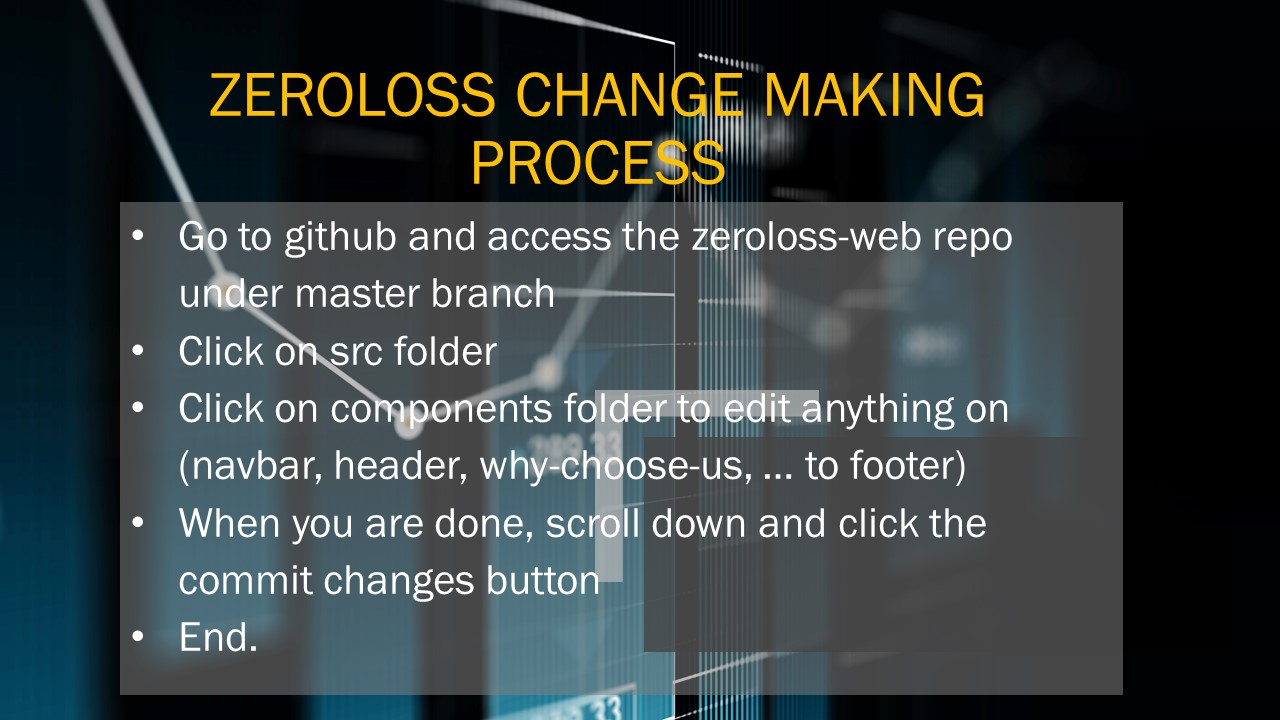 ZEROLOSS CHANGE MAKING
PROCESS
• Go to github and access the zeroloss-web repo
under master branch
• Click on src folder
• Click on components folder to edit anything on
(navbar, header, why-choose-us, ... to footer)
• When you are done, scroll down and click the
commit changes button
• End.